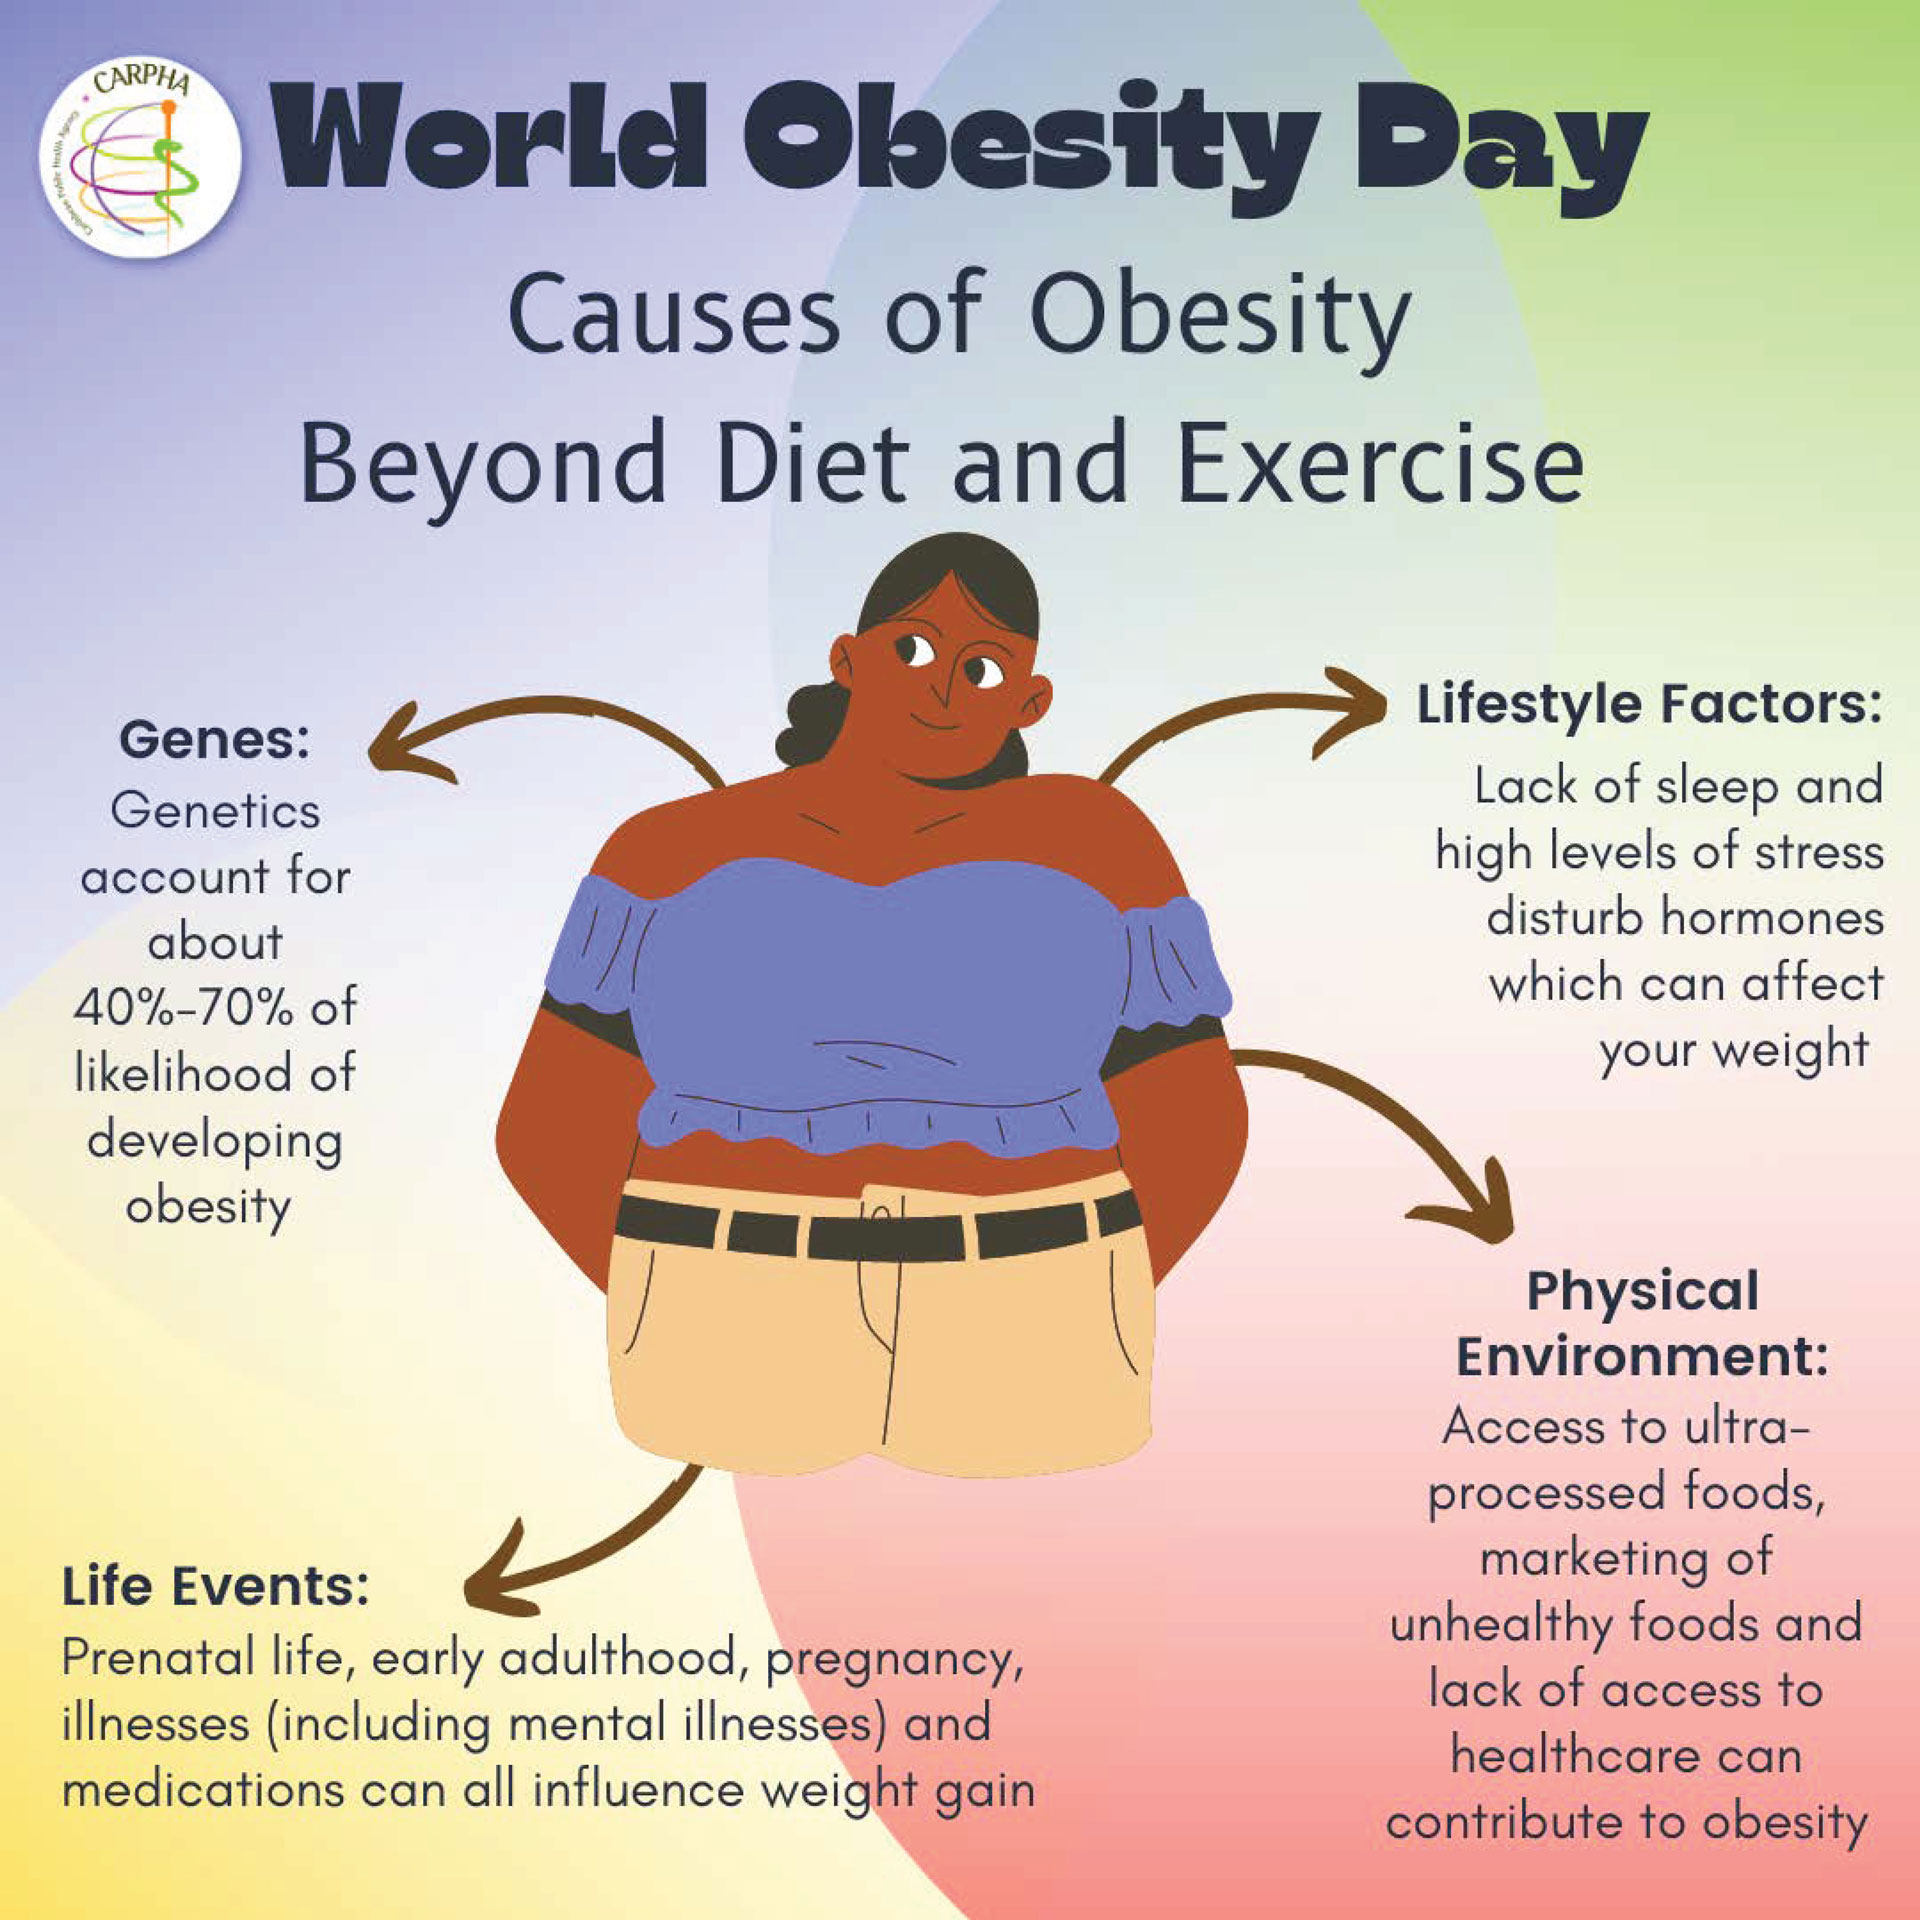 CARPHA
Caribbean Public Health Agency
World Obesity Day
Causes of Obesity
Beyond Diet and Exercise
Genes:
Genetics
account for
about
40%-70% of
likelihood of
developing
obesity
Lifestyle Factors:
Lack of sleep and
high levels of stress
disturb hormones
which can affect
your weight
Physical
Environment:
Access to ultra-
processed foods,
marketing of
unhealthy foods and
lack of access to
healthcare can
contribute to obesity
Life Events:
Prenatal life, early adulthood, pregnancy,
illnesses (including mental illnesses) and
medications can all influence weight gain